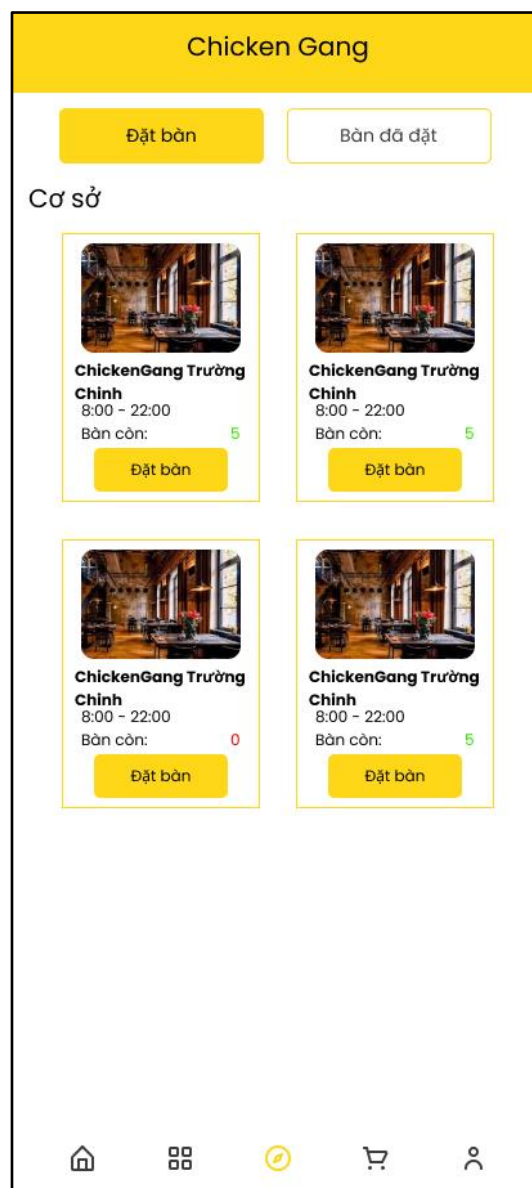 Chicken Gang
Đặt bàn
Bàn đã đặt
Cơ sở
ChickenGang Trường
Chinh
8:00 - 22:00
Bàn còn: 5
Đặt bàn
ChickenGang Trường
Chinh
8:00 - 22:00
Bàn còn: 5
Đặt bàn
ChickenGang Trường
Chinh
8:00 - 22:00
Bàn còn: 0
Đặt bàn
ChickenGang Trường
Chinh
8:00 - 22:00
Bàn còn: 5
Đặt bàn